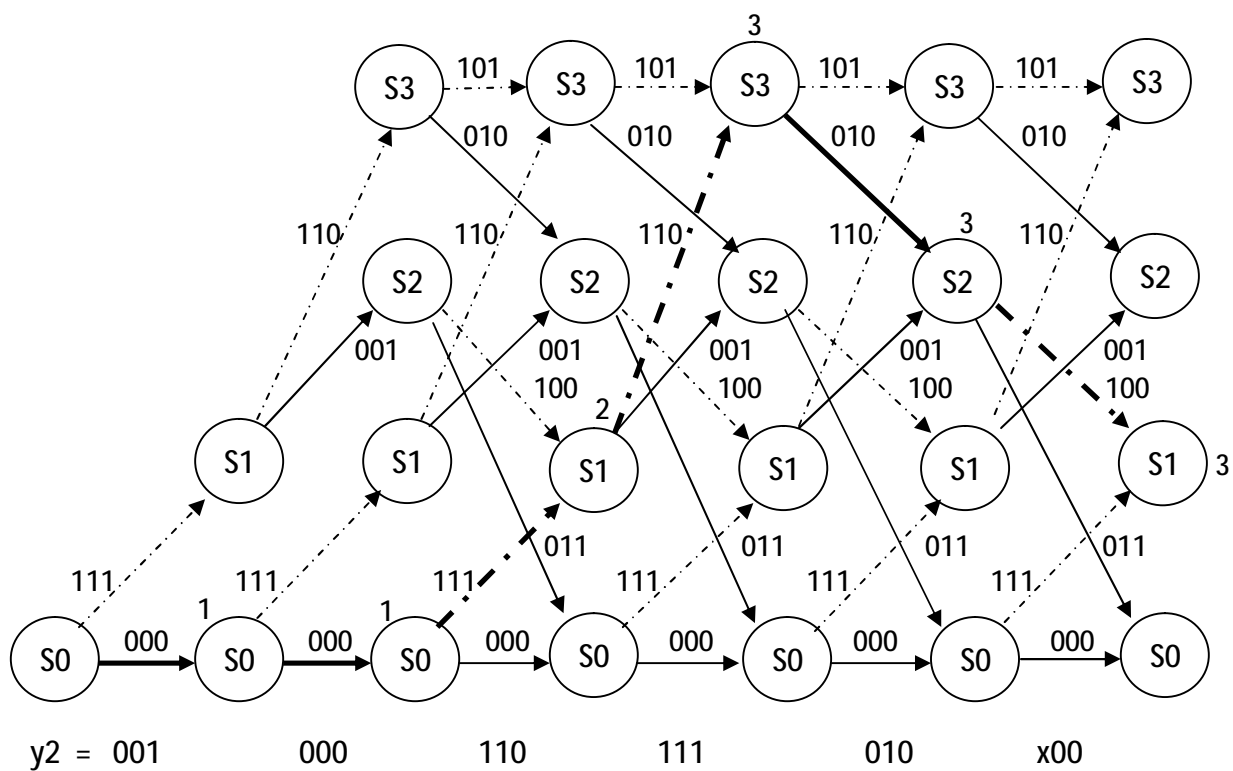 3
101 101 101 101
S3 S3 S3 S3 S3
010 010 010 010
3
110 110 110 110 110
S2 S2 S2 S2 S2
001 001 001 001 001
100 100 100 100
2
S1 S1 S1 S1 S1 S1 3
011 011 011 011
111 111 111 111 111 111
1 1
000 000 000 000 000 000
S0 S0 S0 S0 S0 S0 S0
y2 = 001 000 110 111 010 x00